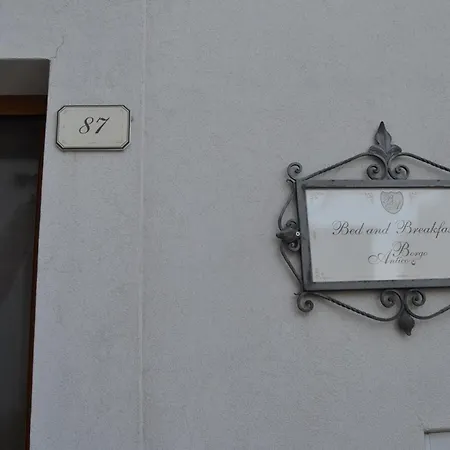 87
Bed and Breakfa
Borgo
Antico